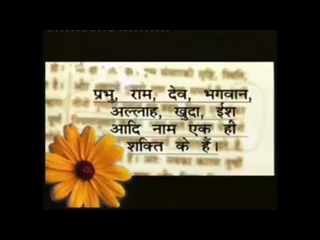 प्रभु, राम, देव, भगवान,
अल्लाह, खुदा, ईश
आदि नाम एक ही
शक्ति के हैं।